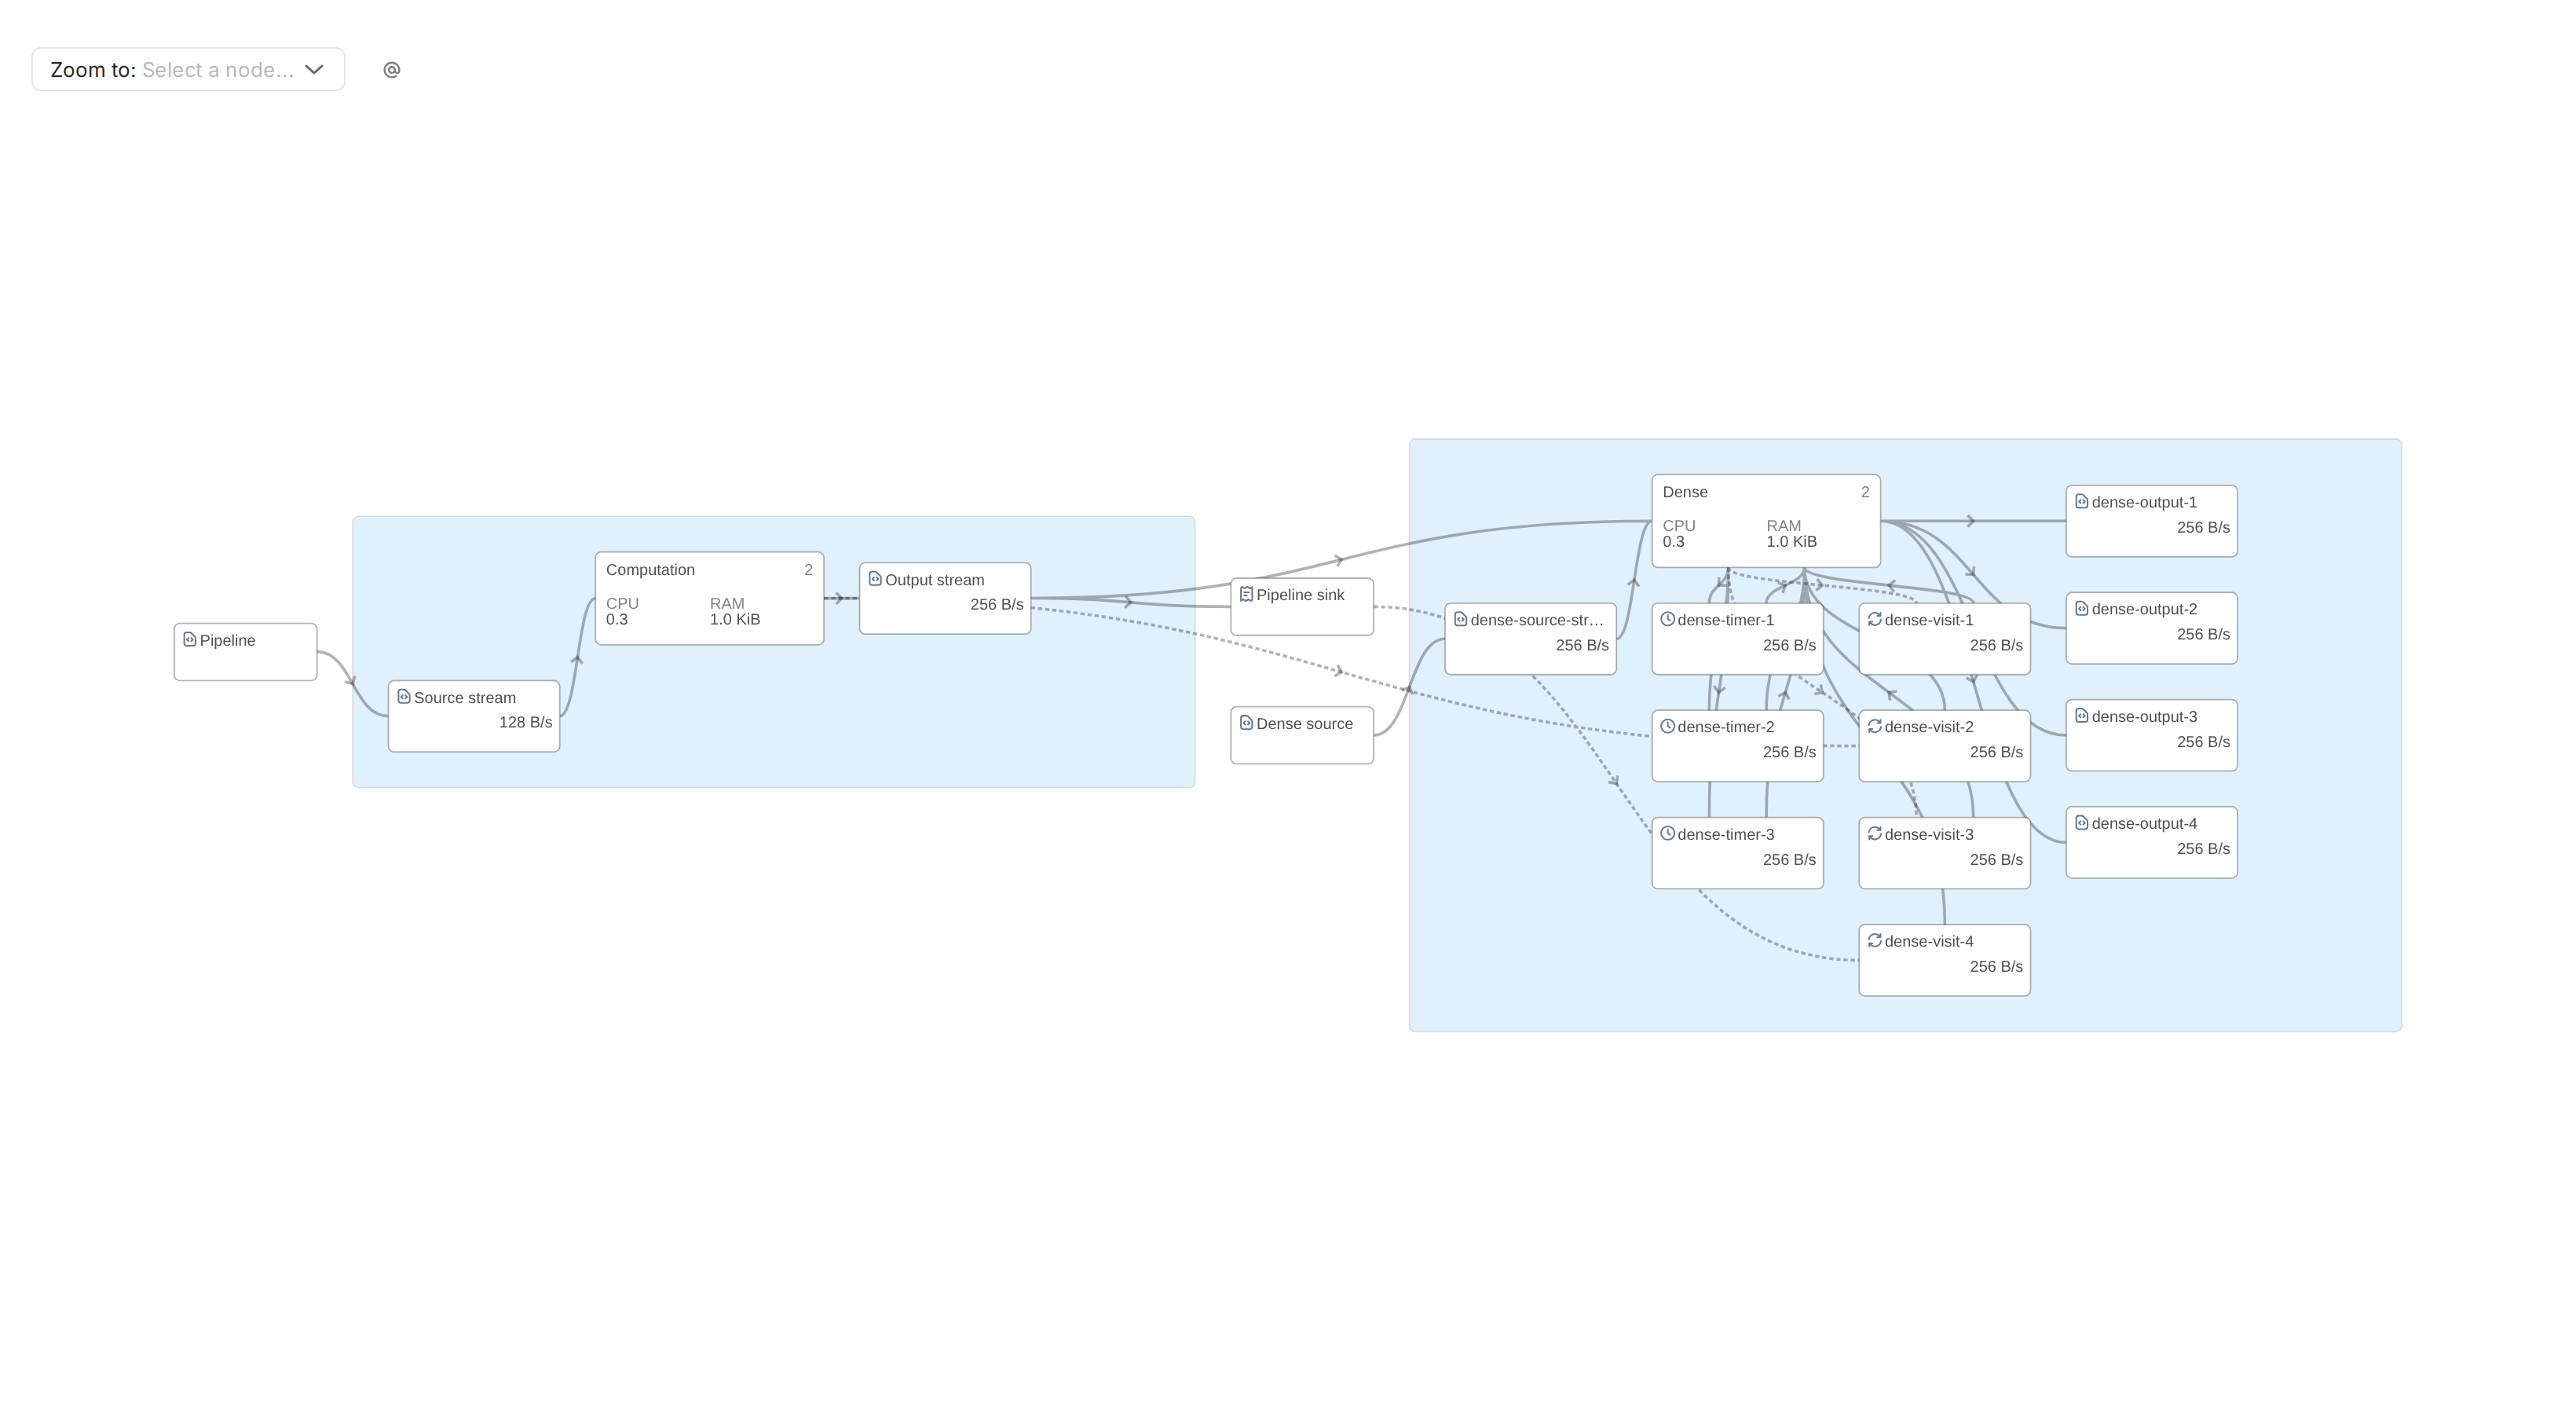 Zoom to: Select a node...
Pipeline
Source stream
128 B/s
Computation 2
CPU RAM
0.3 1.0 KiB
Output stream
256 B/s
Pipeline sink
Dense source
dense-source-str...
256 B/s
Dense 2
CPU RAM
0.3 1.0 KiB
dense-timer-1
256 B/s
dense-timer-2
256 B/s
dense-timer-3
256 B/s
dense-visit-1
256 B/s
dense-visit-2
256 B/s
dense-visit-3
256 B/s
dense-visit-4
256 B/s
dense-output-1
256 B/s
dense-output-2
256 B/s
dense-output-3
256 B/s
dense-output-4
256 B/s